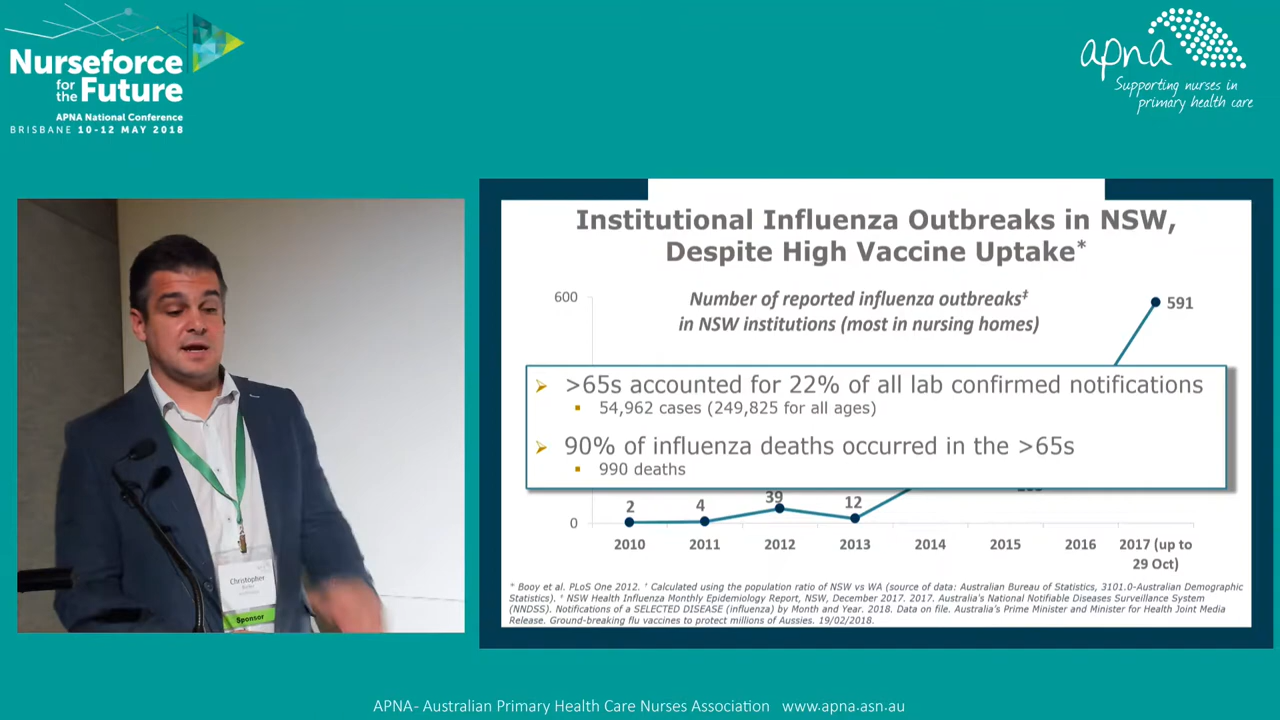 Nurseforce
for
the Future
APNA National Conference
BRISBANE 10-12 MAY 2018
apna
Supporting nurses in
primary health care
Institutional Influenza Outbreaks in NSW,
Despite High Vaccine Uptake*
Number of reported influenza outbreaks‡
in NSW institutions (most in nursing homes)
600
591
➢ >65s accounted for 22% of all lab confirmed notifications
▪ 54,962 cases (249,825 for all ages)
➢ 90% of influenza deaths occurred in the >65s
▪ 990 deaths
2 4 39 12
0
2010 2011 2012 2013 2014 2015 2016 2017 (up to
29 Oct)
* Booy et al. PLoS One 2012. † Calculated using the population ratio of NSW vs WA (source of data: Australian Bureau of Statistics, 3101.0-Australian Demographic
Statistics). ‡ NSW Health Influenza Monthly Epidemiology Report, NSW, December 2017. 2017. Australia's National Notifiable Diseases Surveillance System
(NNDSS). Notifications of a SELECTED DISEASE (influenza) by Month and Year. 2018. Data on file. Australia's Prime Minister and Minister for Health Joint Media
Release. Ground-breaking flu vaccines to protect millions of Aussies. 19/02/2018.
Christopher
Sponsor
APNA- Australian Primary Health Care Nurses Association www.apna.asn.au